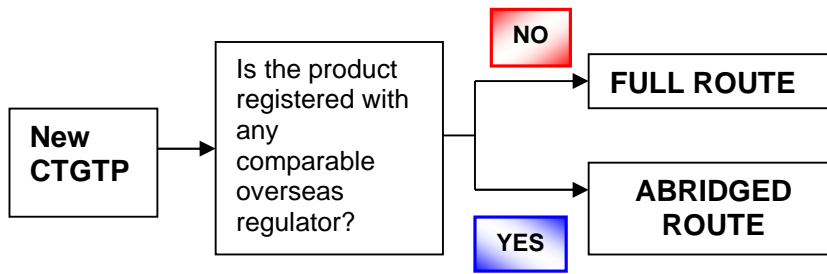 New
CTGTP
Is the product
registered with
any
comparable
overseas
regulator?
NO
FULL ROUTE
YES
ABRIDGED
ROUTE